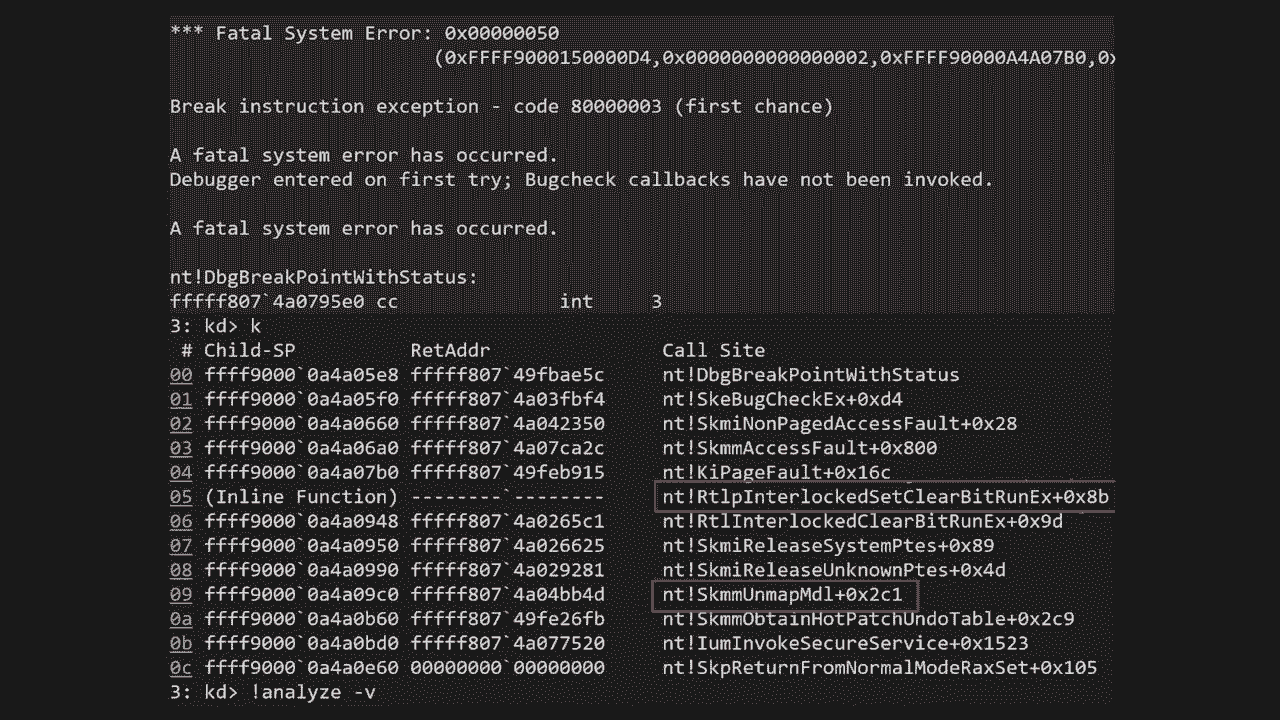 *** Fatal System Error: 0x00000050
(0xFFFF9000150000D4,0x0000000000000002,0xFFFF90000A4A07B0,0x
Break instruction exception - code 80000003 (first chance)
A fatal system error has occurred.
Debugger entered on first try; Bugcheck callbacks have not been invoked.
A fatal system error has occurred.
nt!DbgBreakPointWithStatus:
fffff807`4a0795e0 cc int 3
3: kd> k
# Child-SP RetAddr Call Site
00 ffff9000`0a4a05e8 fffff807`49fbae5c nt!DbgBreakPointWithStatus
01 ffff9000`0a4a05f0 fffff807`4a03fbf4 nt!SkeBugCheckEx+0xd4
02 ffff9000`0a4a0660 fffff807`4a042350 nt!SkmiNonPagedAccessFault+0x28
03 ffff9000`0a4a06a0 fffff807`4a07ca2c nt!SkmmAccessFault+0x800
04 ffff9000`0a4a07b0 fffff807`49feb915 nt!KiPageFault+0x16c
05 (Inline Function) --------`-------- nt!RtlpInterlockedSetClearBitRunEx+0x8b
06 ffff9000`0a4a0948 fffff807`4a0265c1 nt!RtlInterlockedClearBitRunEx+0x9d
07 ffff9000`0a4a0950 fffff807`4a026625 nt!SkmiReleaseSystemPtes+0x89
08 ffff9000`0a4a0990 fffff807`4a029281 nt!SkmiReleaseUnknownPtes+0x4d
09 ffff9000`0a4a09c0 fffff807`4a04bb4d nt!SkmmUnmapMdl+0x2c1
0a ffff9000`0a4a0b60 fffff807`49fe26fb nt!SkmmObtainHotPatchUndoTable+0x2c9
0b ffff9000`0a4a0bd0 fffff807`4a077520 nt!IumInvokeSecureService+0x1523
0c ffff9000`0a4a0e60 00000000`00000000 nt!SkpReturnFromNormalModeRaxSet+0x105
3: kd> !analyze -v